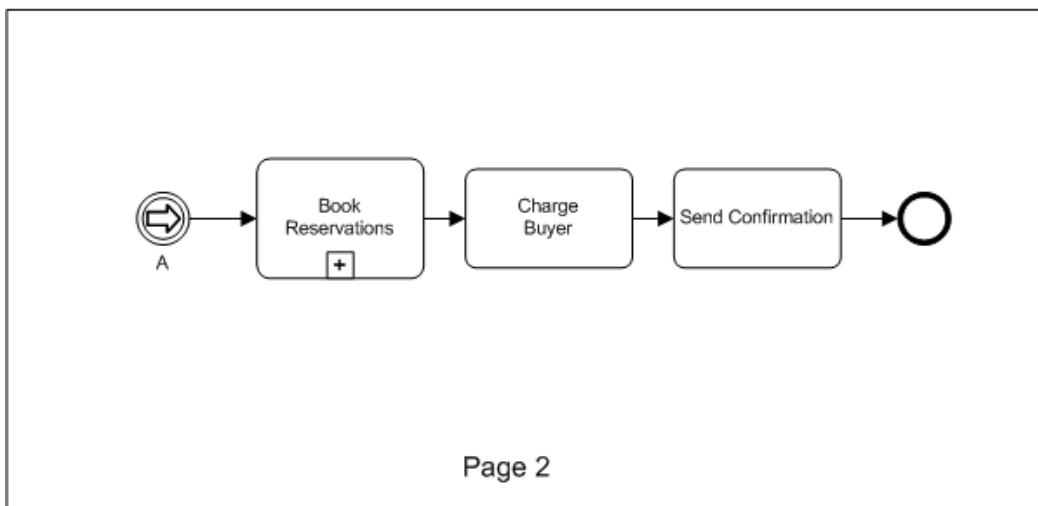 Book
Reservations
+
Charge
Buyer
Send Confirmation
A
Page 2